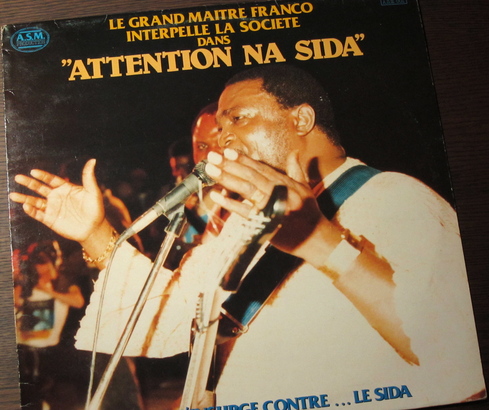 LE GRAND MAITRE FRANCO
INTERPELLE LA SOCIETE
DANS
"ATTENTION NA SIDA"
A.S.M.
CONTRE ... LE SIDA